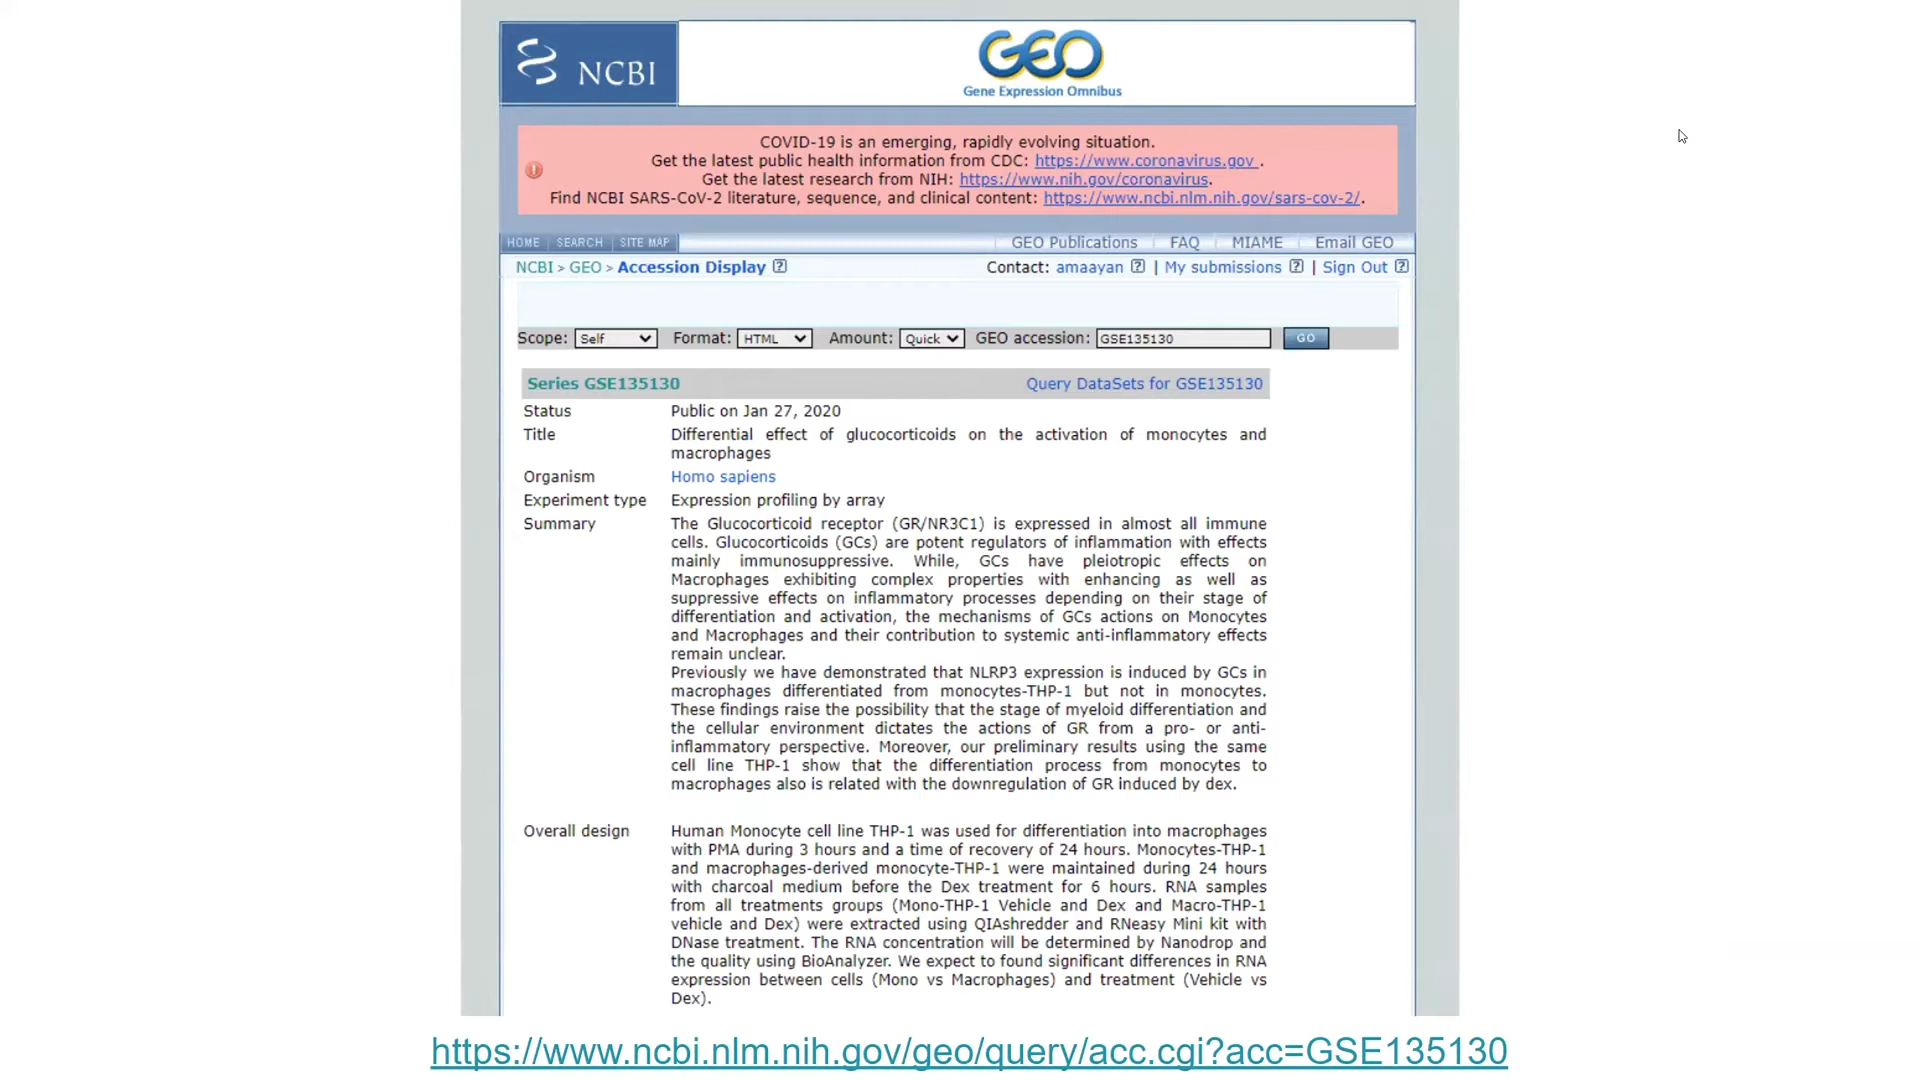 NCBI
GEO
Gene Expression Omnibus
COVID-19 is an emerging, rapidly evolving situation.
Get the latest public health information from CDC: https://www.coronavirus.gov .
Get the latest research from NIH: https://www.nih.gov/coronavirus.
Find NCBI SARS-CoV-2 literature, sequence, and clinical content: https://www.ncbi.nlm.nih.gov/sars-cov-2/.
HOME | SEARCH | SITE MAP GEO Publications FAQ MIAME Email GEO
NCBI > GEO > Accession Display ? Contact: amaayan ? | My submissions ? | Sign Out ?
Scope: Self Format: HTML Amount: Quick GEO accession: GSE135130 GO
Series GSE135130 Query DataSets for GSE135130
Status Public on Jan 27, 2020
Title Differential effect of glucocorticoids on the activation of monocytes and
macrophages
Organism Homo sapiens
Experiment type Expression profiling by array
Summary The Glucocorticoid receptor (GR/NR3C1) is expressed in almost all immune
cells. Glucocorticoids (GCs) are potent regulators of inflammation with effects
mainly immunosuppressive. While, GCs have pleiotropic effects on
Macrophages exhibiting complex properties with enhancing as well as
suppressive effects on inflammatory processes depending on their stage of
differentiation and activation, the mechanisms of GCs actions on Monocytes
and Macrophages and their contribution to systemic anti-inflammatory effects
remain unclear.
Previously we have demonstrated that NLRP3 expression is induced by GCs in
macrophages differentiated from monocytes-THP-1 but not in monocytes.
These findings raise the possibility that the stage of myeloid differentiation and
the cellular environment dictates the actions of GR from a pro- or anti-
inflammatory perspective. Moreover, our preliminary results using the same
cell line THP-1 show that the differentiation process from monocytes to
macrophages also is related with the downregulation of GR induced by dex.
Overall design Human Monocyte cell line THP-1 was used for differentiation into macrophages
with PMA during 3 hours and a time of recovery of 24 hours. Monocytes-THP-1
and macrophages-derived monocyte-THP-1 were maintained during 24 hours
with charcoal medium before the Dex treatment for 6 hours. RNA samples
from all treatments groups (Mono-THP-1 Vehicle and Dex and Macro-THP-1
vehicle and Dex) were extracted using QIAshredder and RNeasy Mini kit with
DNase treatment. The RNA concentration will be determined by Nanodrop and
the quality using BioAnalyzer. We expect to found significant differences in RNA
expression between cells (Mono vs Macrophages) and treatment (Vehicle vs
Dex).
https://www.ncbi.nlm.nih.gov/geo/query/acc.cgi?acc=GSE135130